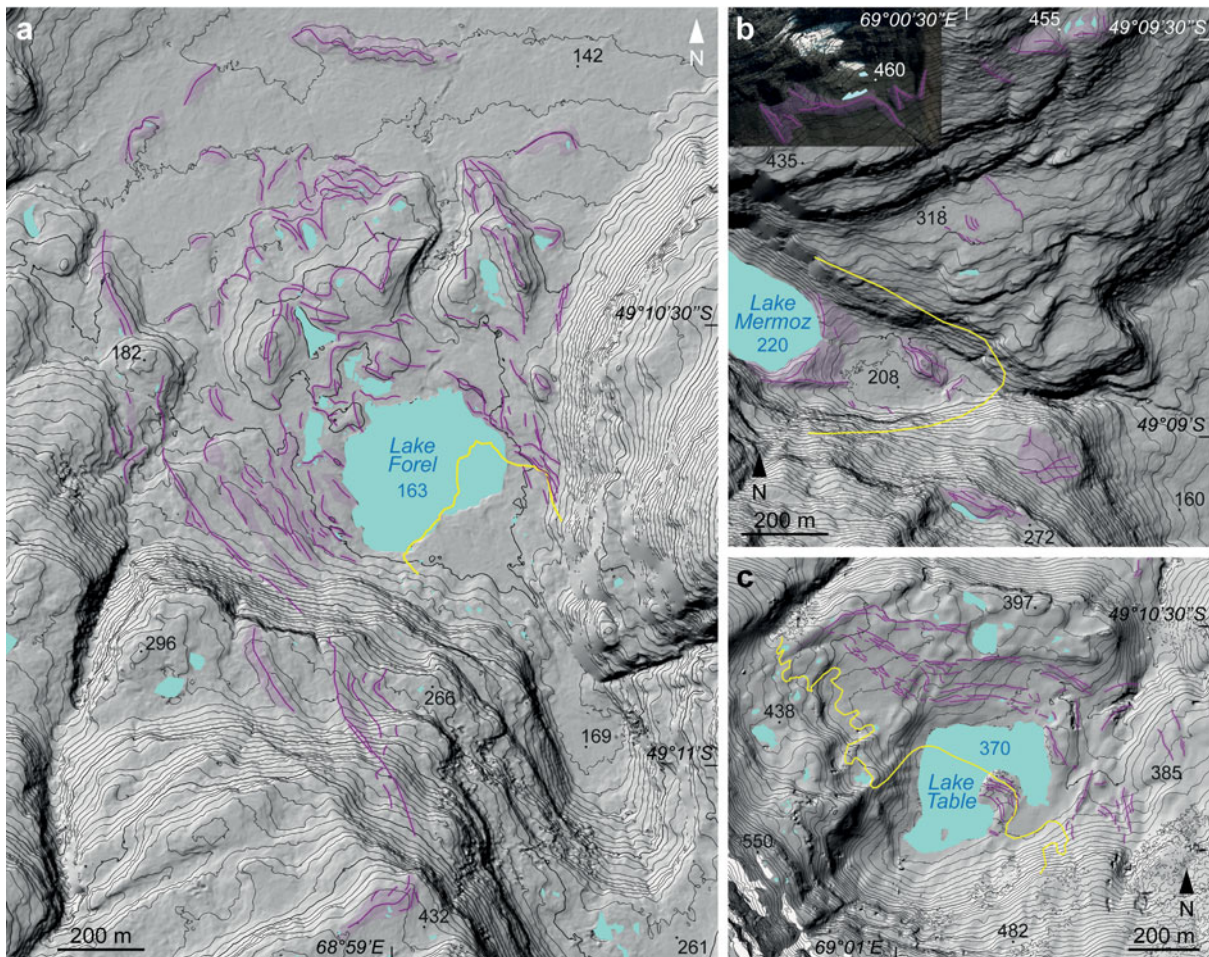 a
N
142
49°10'30"S
182
Lake
Forel
163
296
266
169
49°11'S
432
200 m
68°59'E
261
b
69°00'30"E
455
49°09'30"S
460
435
318
Lake
Mermoz
220
208
49°09'S
N
160
200 m
272
c
397
49°10'30"S
438
370
Lake
Table
385
550
N
69°01'E
482
200 m